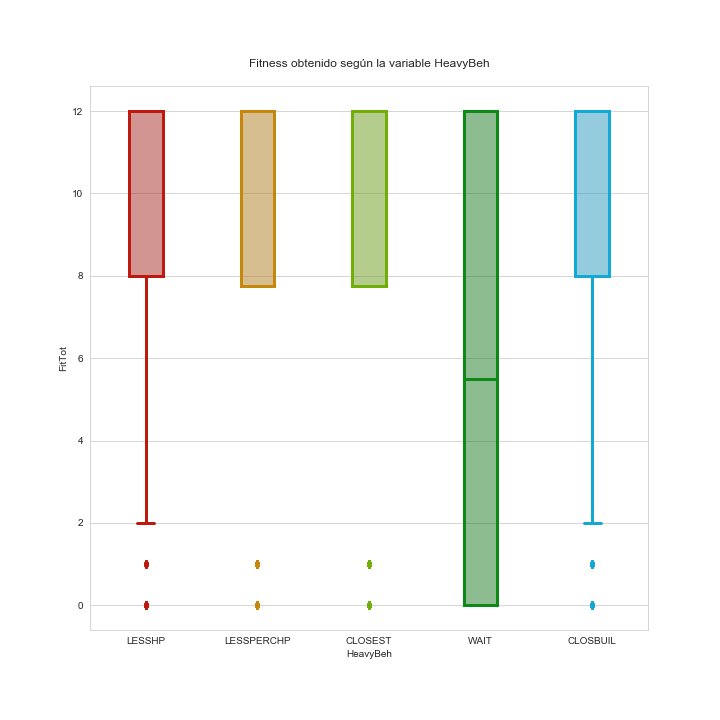 Fitness obtenido según la variable HeavyBeh
12
10
8
6
4
2
0
FitTot
LESSHP LESSPERCHP CLOSEST WAIT CLOSBUIL
HeavyBeh